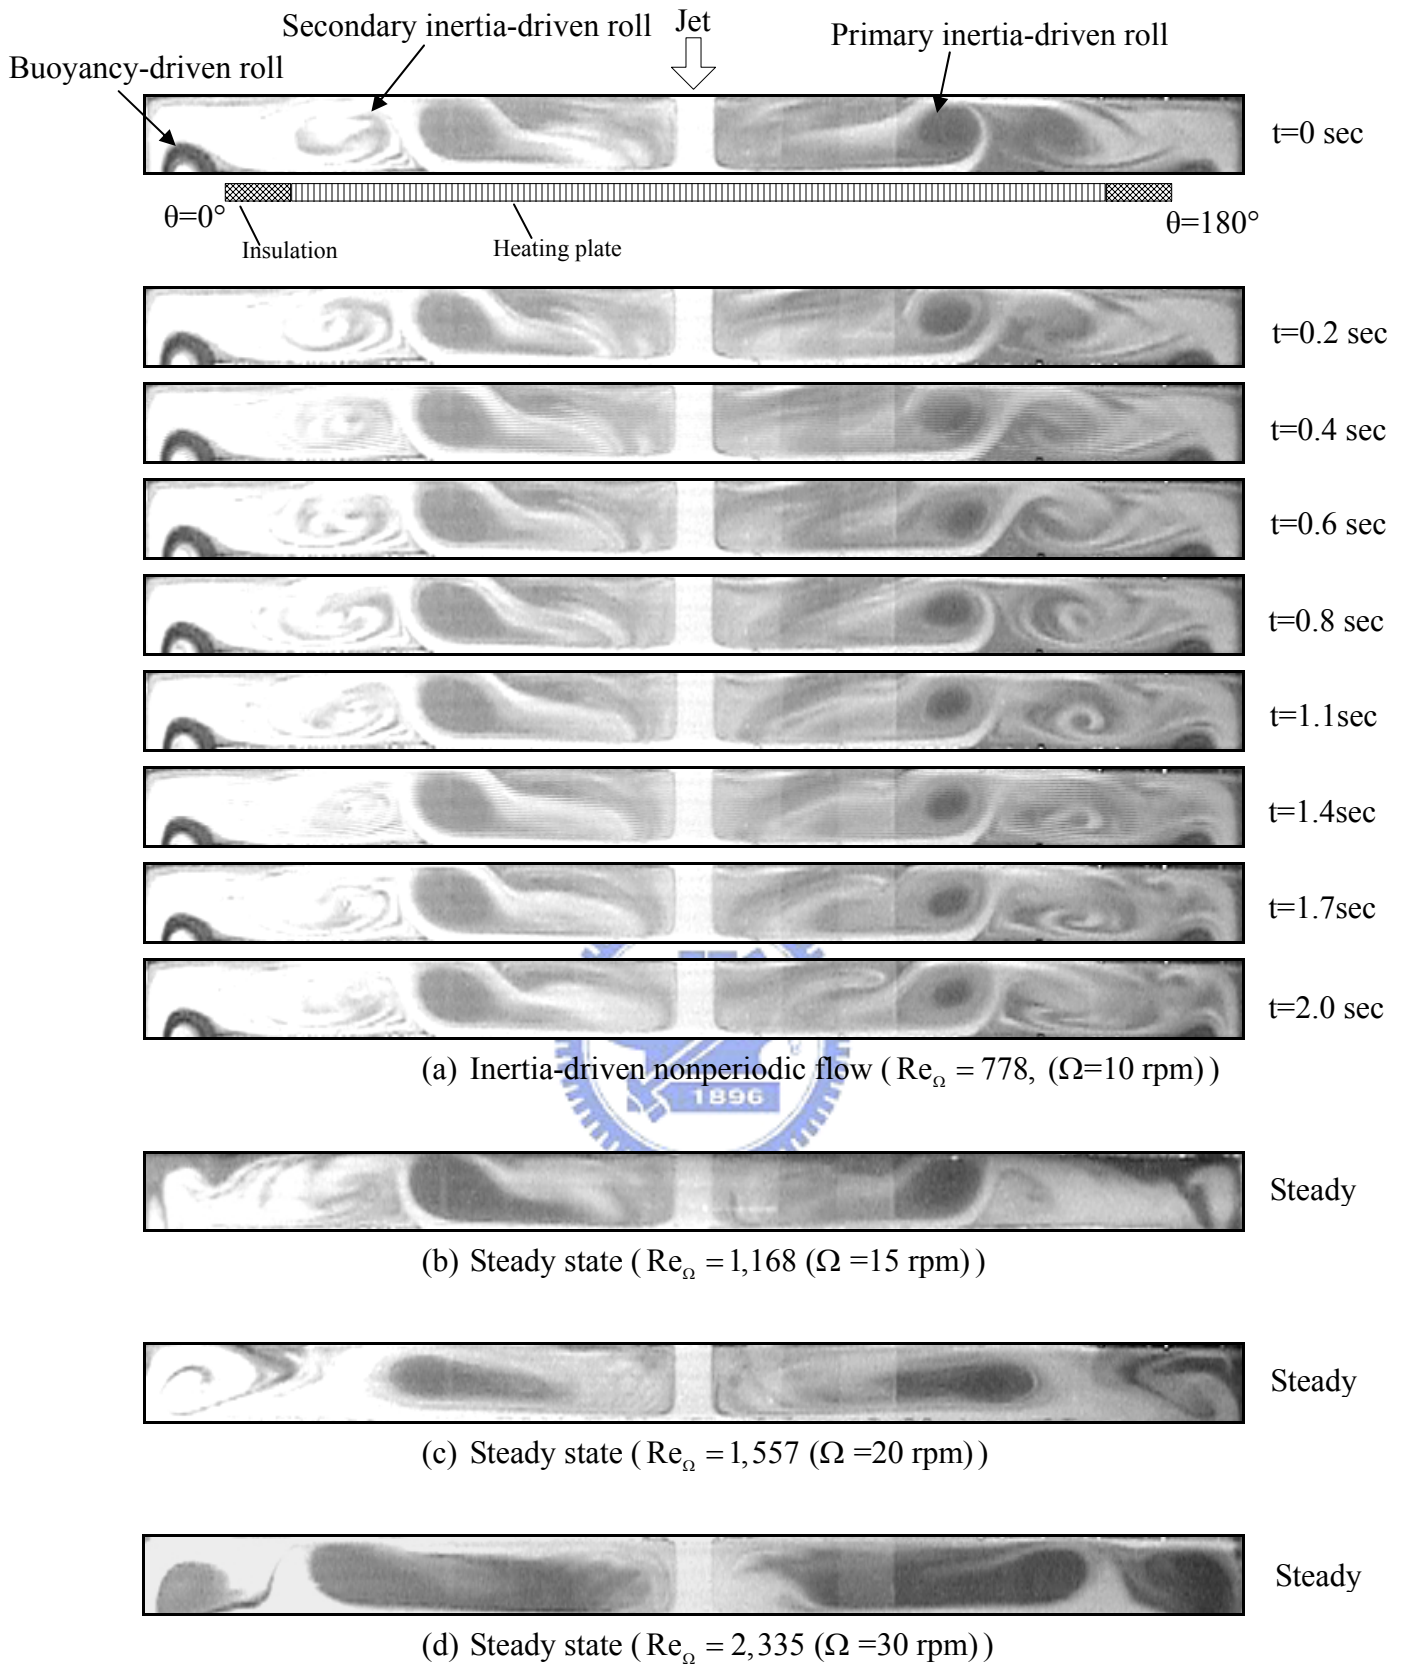 Secondary inertia-driven roll
Jet
Primary inertia-driven roll
Buoyancy-driven roll
t=0 sec
θ=0°
θ=180°
Insulation
Heating plate
t=0.2 sec
t=0.4 sec
t=0.6 sec
t=0.8 sec
t=1.1sec
t=1.4sec
t=1.7sec
t=2.0 sec
(a) Inertia-driven nonperiodic flow ( Re_Ω = 778, (Ω=10 rpm) )
1896
Steady
(b) Steady state ( Re_Ω = 1,168 (Ω =15 rpm) )
Steady
(c) Steady state ( Re_Ω = 1,557 (Ω =20 rpm) )
Steady
(d) Steady state ( Re_Ω = 2,335 (Ω =30 rpm) )